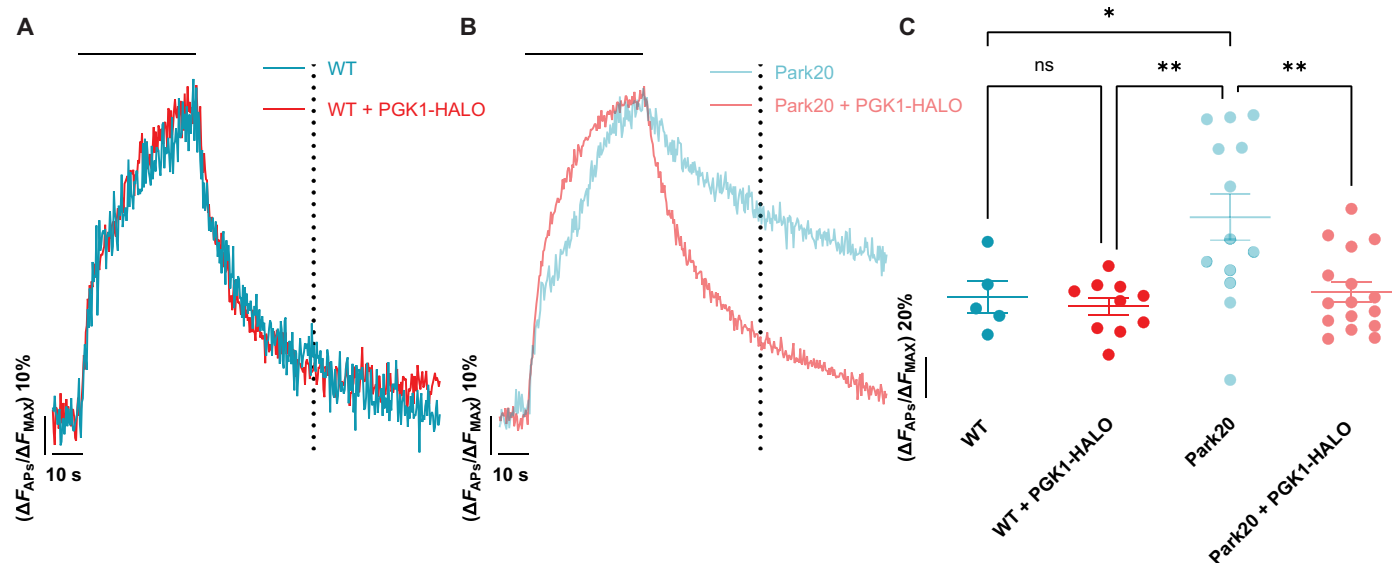 A
WT
WT + PGK1-HALO
(ΔFAPs/ΔFMAX) 10%
10 s
B
Park20
Park20 + PGK1-HALO
(ΔFAPs/ΔFMAX) 10%
10 s
C
*
ns
**
**
(ΔFAPs/ΔFMAX) 20%
WT
WT + PGK1-HALO
Park20
Park20 + PGK1-HALO